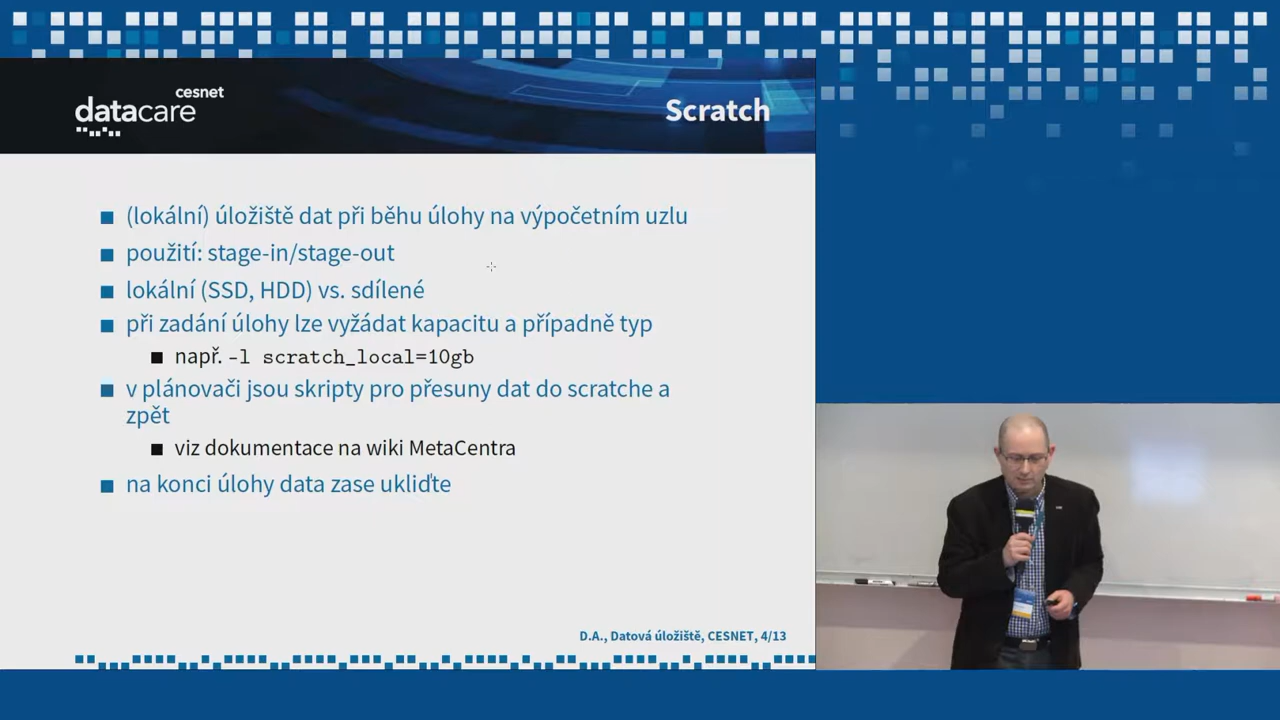 cesnet
datacare
Scratch
(lokální) úložiště dat při běhu úlohy na výpočetním uzlu
použití: stage-in/stage-out
lokální (SSD, HDD) vs. sdílené
při zadání úlohy lze vyžádat kapacitu a případně typ
např. -l scratch_local=10gb
v plánovači jsou skripty pro přesuny dat do scratche a
zpět
viz dokumentace na wiki MetaCentra
na konci úlohy data zase ukliďte
D.A., Datová úložiště, CESNET, 4/13